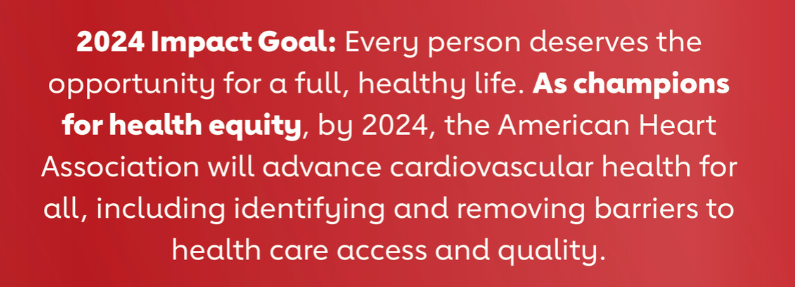 2024 Impact Goal: Every person deserves the
opportunity for a full, healthy life. As champions
for health equity, by 2024, the American Heart
Association will advance cardiovascular health for
all, including identifying and removing barriers to
health care access and quality.